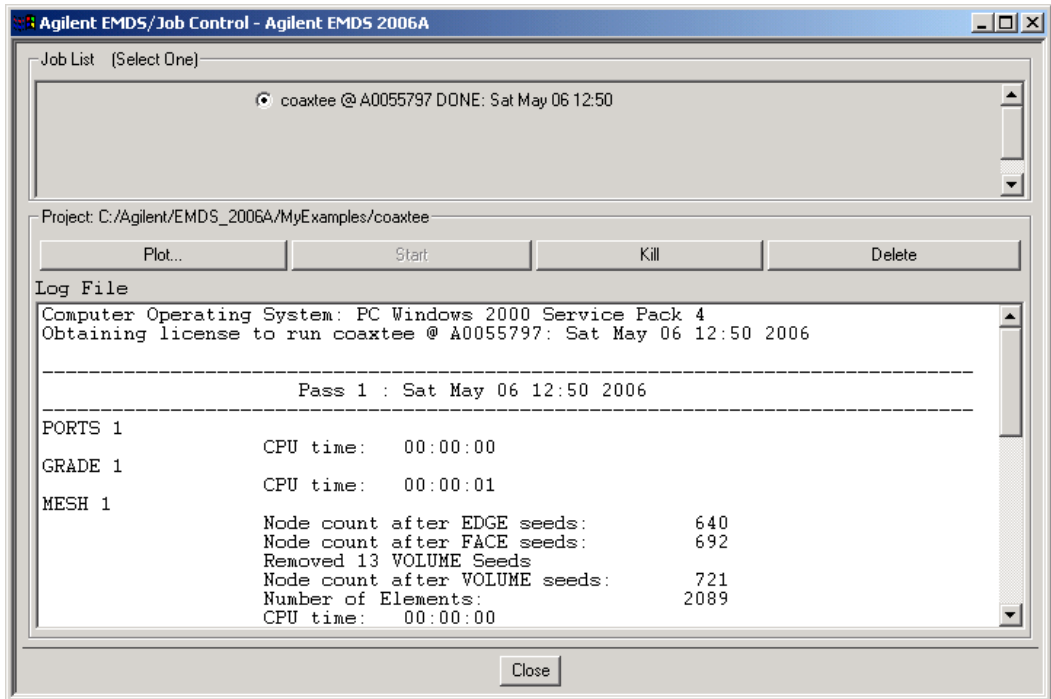 Agilent EMDS/Job Control - Agilent EMDS 2006A
Job List (Select One)
coaxtee @ A0055797 DONE: Sat May 06 12:50
Project: C:/Agilent/EMDS_2006A/MyExamples/coaxtee
Plot... Start Kill Delete
Log File
Computer Operating System: PC Windows 2000 Service Pack 4
Obtaining license to run coaxtee @ A0055797: Sat May 06 12:50 2006
Pass 1 : Sat May 06 12:50 2006
PORTS 1
CPU time: 00:00:00
GRADE 1
CPU time: 00:00:01
MESH 1
Node count after EDGE seeds: 640
Node count after FACE seeds: 692
Removed 13 VOLUME Seeds
Node count after VOLUME seeds: 721
Number of Elements: 2089
CPU time: 00:00:00
Close